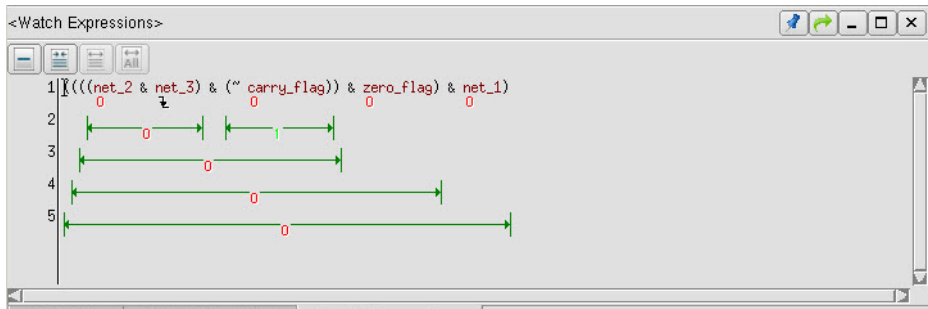 <Watch Expressions>
All
1 ((((net_2 & net_3) & (~ carry_flag)) & zero_flag) & net_1)
0 0 0 0
2 0 1
3 0
4 0
5 0